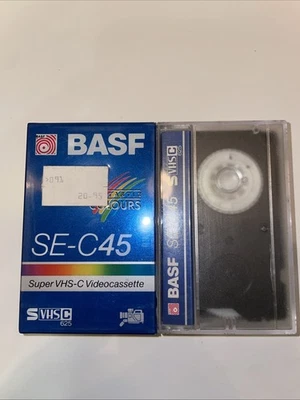 BASF
COLOURS
SE-C45
Super VHS-C Videocassette
S VHS C
625
BASF
S VHS C